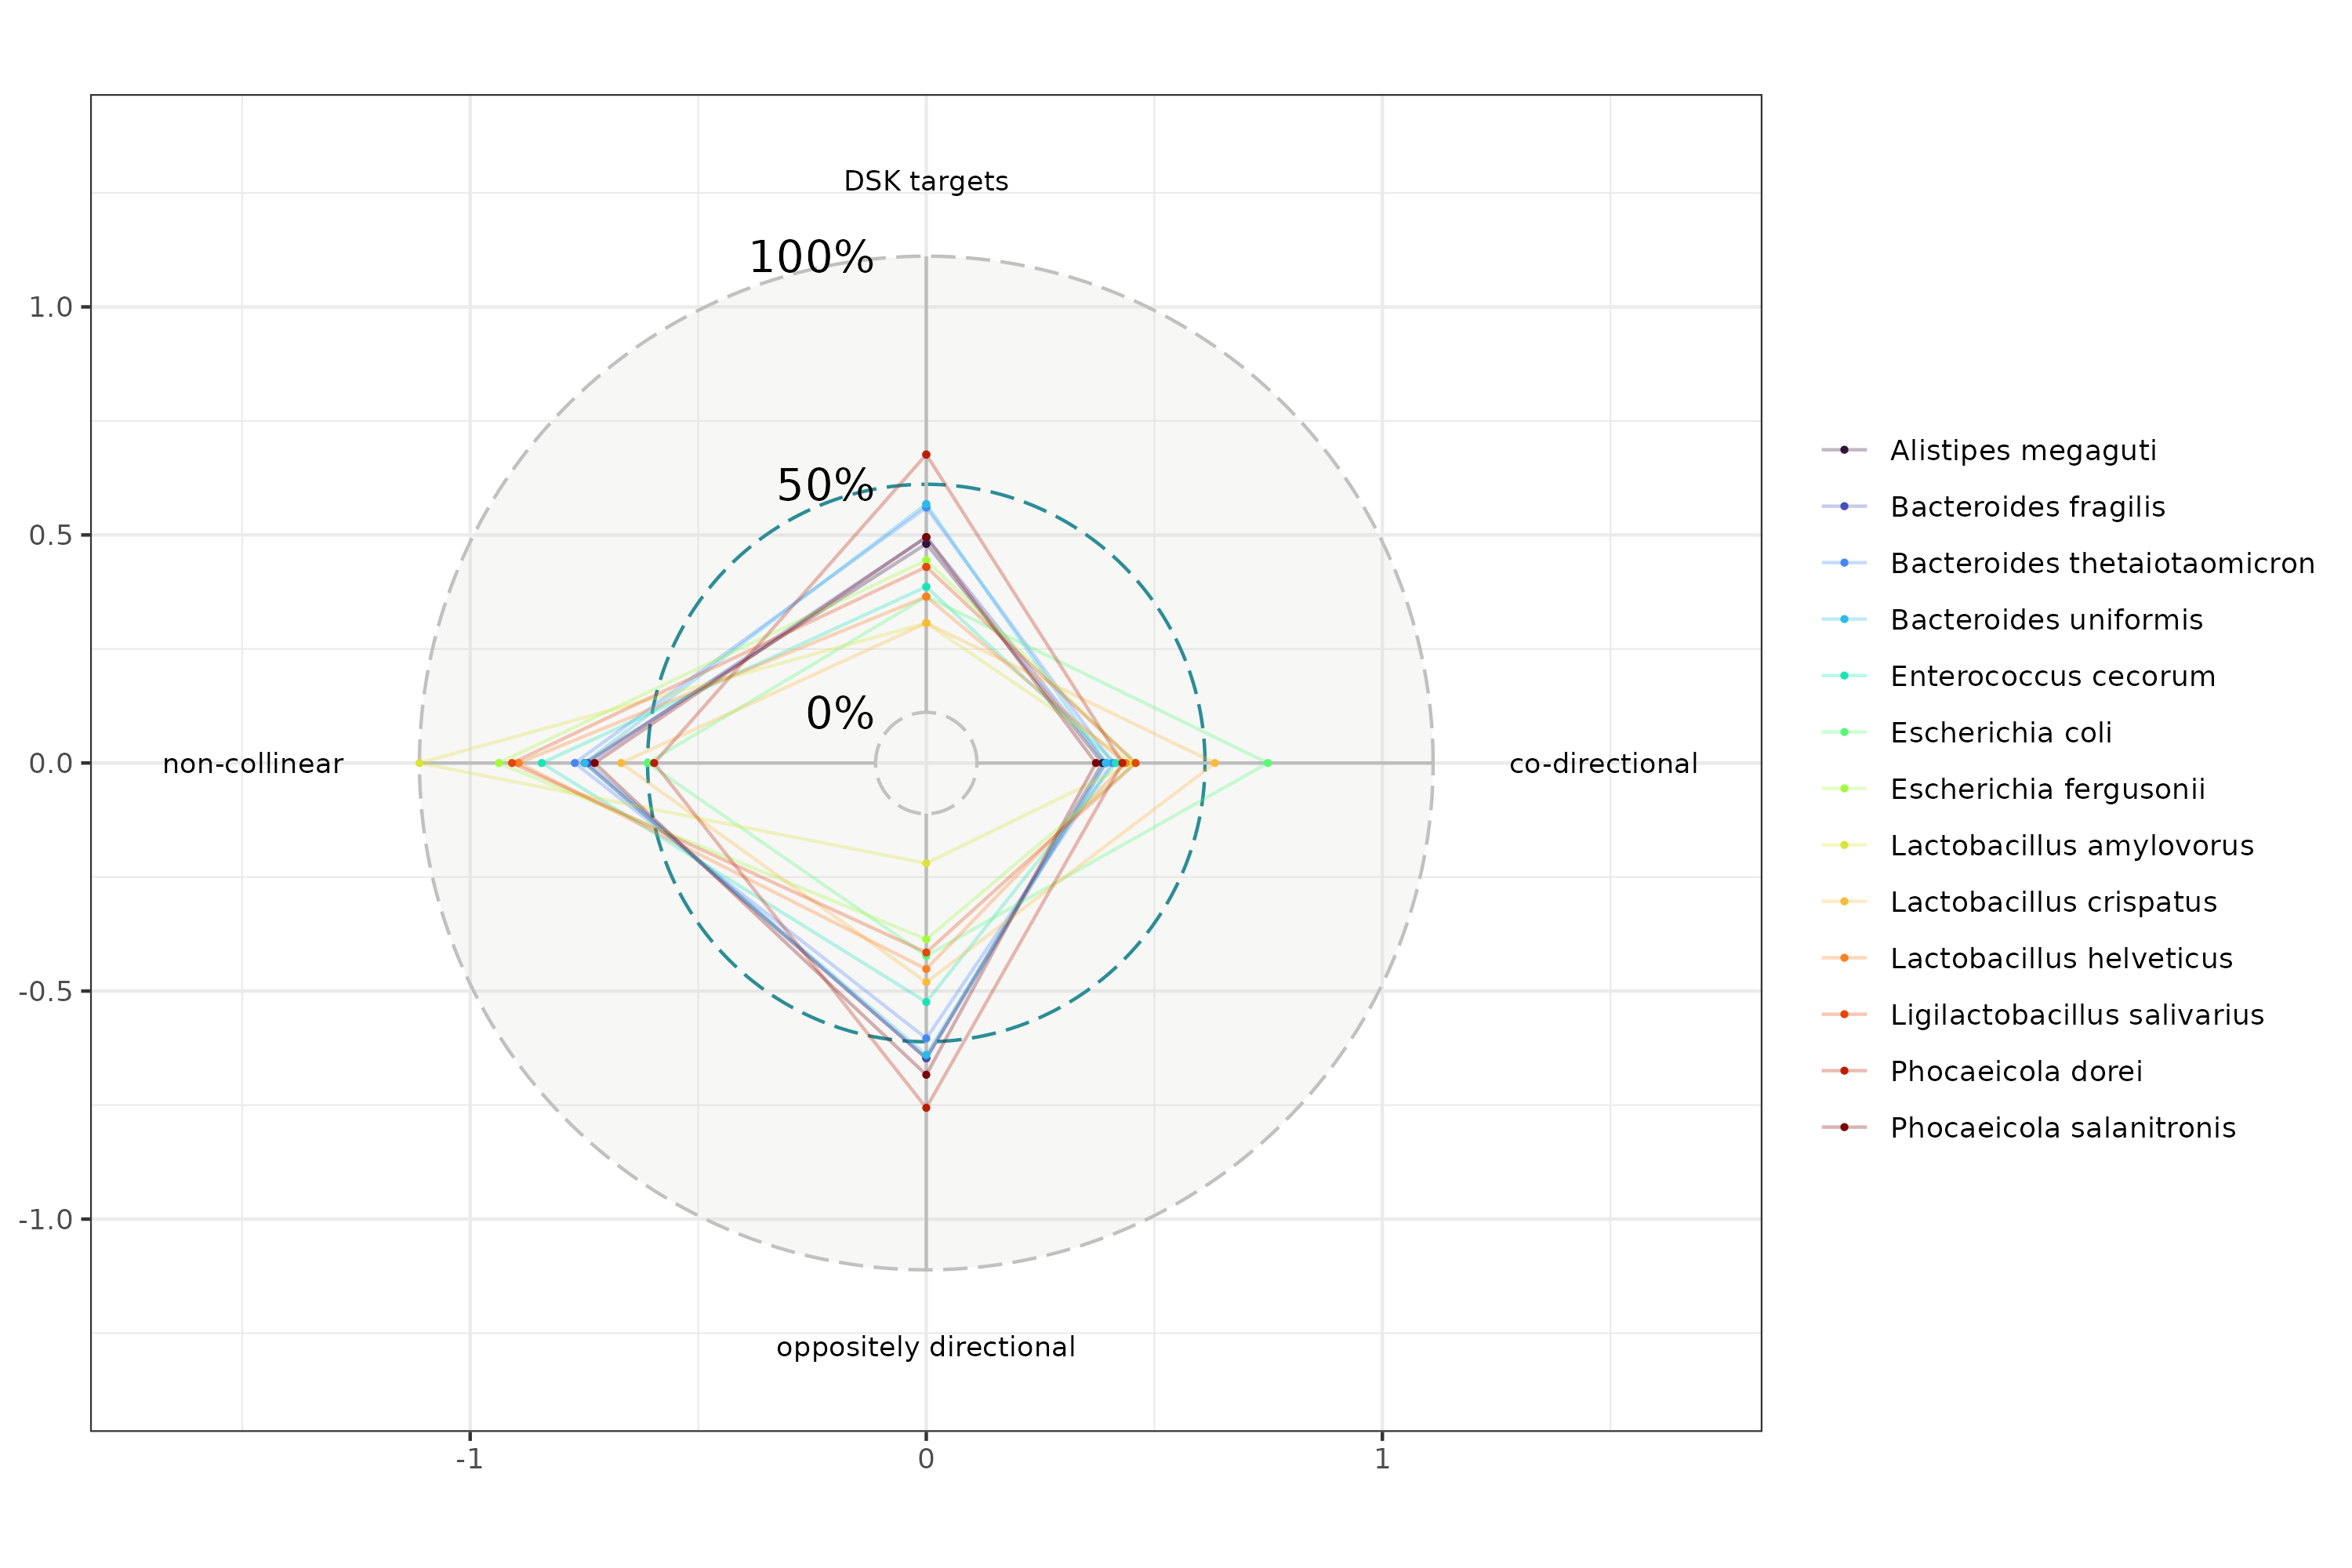 DSK targets
100%
1.0
50%
0.5
0%
0.0
non-collinear
co-directional
-0.5
-1.0
oppositely directional
-1
0
1
Alistipes megaguti
Bacteroides fragilis
Bacteroides thetaiotaomicron
Bacteroides uniformis
Enterococcus cecorum
Escherichia coli
Escherichia fergusonii
Lactobacillus amylovorus
Lactobacillus crispatus
Lactobacillus helveticus
Ligilactobacillus salivarius
Phocaeicola dorei
Phocaeicola salanitronis